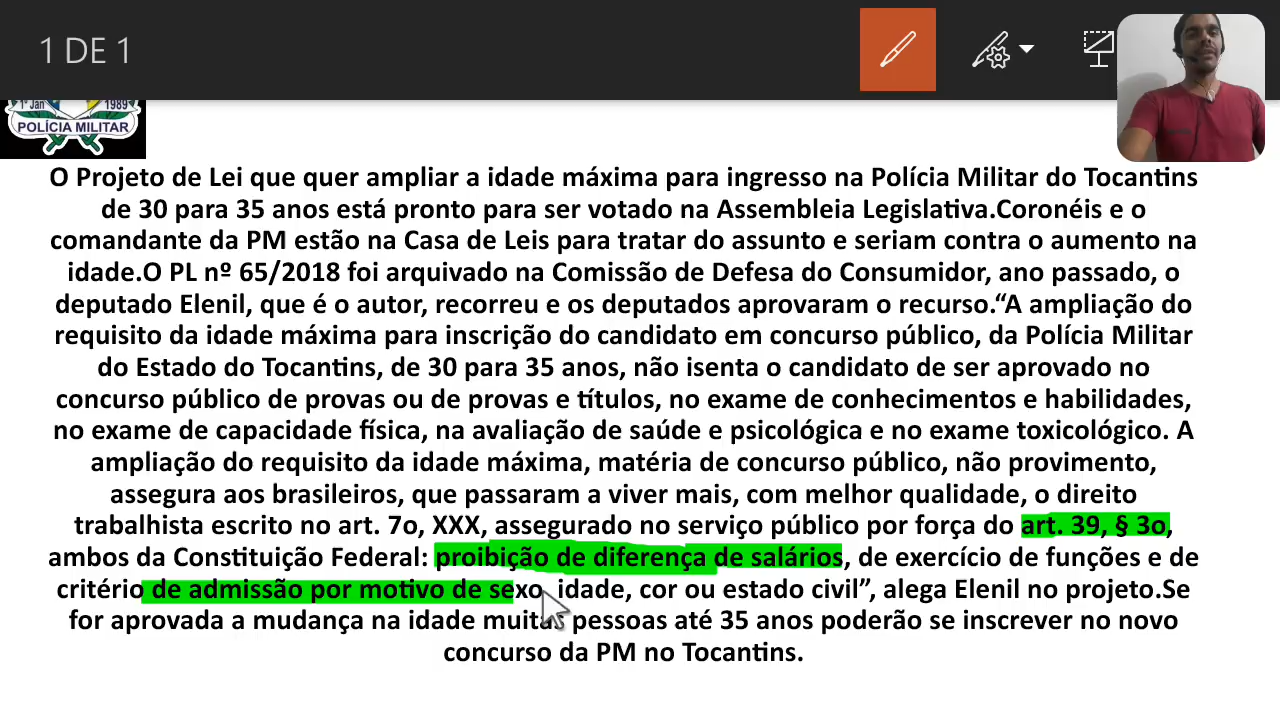 1 DE 1
1º Jan 1989
POLÍCIA MILITAR
O Projeto de Lei que quer ampliar a idade máxima para ingresso na Polícia Militar do Tocantins
de 30 para 35 anos está pronto para ser votado na Assembleia Legislativa.Coronéis e o
comandante da PM estão na Casa de Leis para tratar do assunto e seriam contra o aumento na
idade.O PL nº 65/2018 foi arquivado na Comissão de Defesa do Consumidor, ano passado, o
deputado Elenil, que é o autor, recorreu e os deputados aprovaram o recurso.“A ampliação do
requisito da idade máxima para inscrição do candidato em concurso público, da Polícia Militar
do Estado do Tocantins, de 30 para 35 anos, não isenta o candidato de ser aprovado no
concurso público de provas ou de provas e títulos, no exame de conhecimentos e habilidades,
no exame de capacidade física, na avaliação de saúde e psicológica e no exame toxicológico. A
ampliação do requisito da idade máxima, matéria de concurso público, não provimento,
assegura aos brasileiros, que passaram a viver mais, com melhor qualidade, o direito
trabalhista escrito no art. 7o, XXX, assegurado no serviço público por força do art. 39, § 3o,
ambos da Constituição Federal: proibição de diferença de salários, de exercício de funções e de
critério de admissão por motivo de sexo, idade, cor ou estado civil”, alega Elenil no projeto.Se
for aprovada a mudança na idade muitas pessoas até 35 anos poderão se inscrever no novo
concurso da PM no Tocantins.